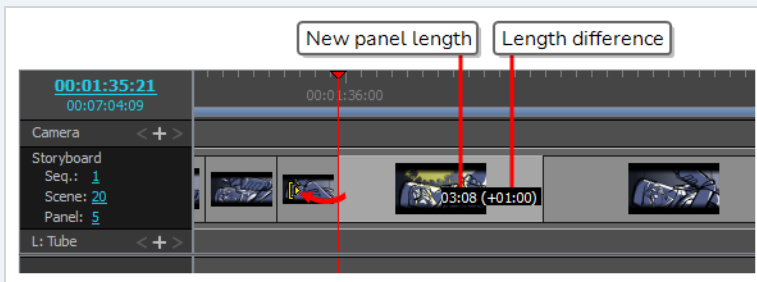 New panel length
Length difference
00:01:35:21
00:07:04:09
00:01:36:00
Camera < + >
Storyboard
Seq.: 1
Scene: 20
Panel: 5
03:08 (+01:00)
L: Tube < + >